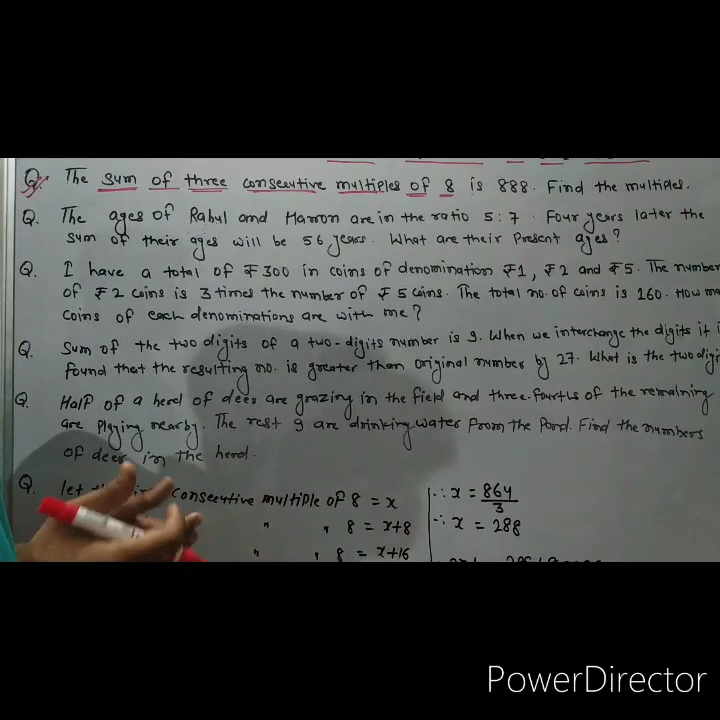 Q. The sum of three consecutive multiples of 8 is 888. Find the multiples.
Q. The ages of Rahul and Haroon are in the ratio 5:7. Four years later the
sum of their ages will be 56 years. What are their Present ages?
Q. I have a total of ₹300 in coins of denomination ₹1, ₹2 and ₹5. The number
of ₹2 coins is 3 times the number of ₹5 coins. The total no. of coins is 160. How
coins of each denominations are with me?
Q. Sum of the two digits of a two-digits number is 9. When we interchange the digits it
found that the resulting no. is greater than original number by 27. What is the two
Q. Half of a herd of deer are grazing in the field and three-fourths of the remaining
are playing nearby. The rest 9 are drinking water from the Pond. Find the numbers
of deer in the herd.
Q. let consecutive multiple of 8 = x
" " 8 = x+8
" " 8 = x+16
∴ x = 864/3
∴ x = 288
PowerDirector